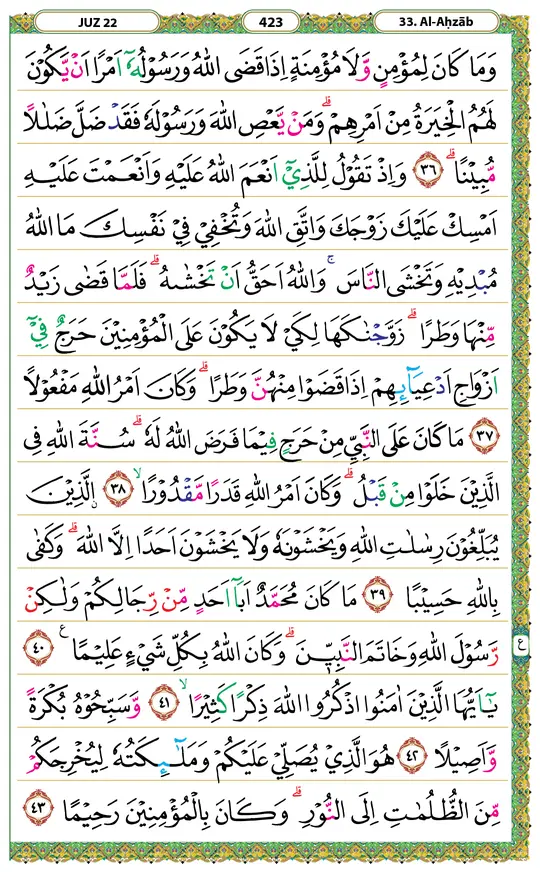 JUZ 22
423
33. Al-Aḥzāb
وَمَا كَانَ لِمُؤْمِنٍ وَّلَا مُؤْمِنَةٍ اِذَا قَضَى اللّٰهُ وَرَسُوْلُهٗٓ اَمْرًا اَنْ يَّكُوْنَ
لَهُمُ الْخِيَرَةُ مِنْ اَمْرِهِمْ ۗوَمَنْ يَّعْصِ اللّٰهَ وَرَسُوْلَهٗ فَقَدْ ضَلَّ ضَلٰلًا
مُّبِيْنًاۗ ٣٦ وَاِذْ تَقُوْلُ لِلَّذِيْٓ اَنْعَمَ اللّٰهُ عَلَيْهِ وَاَنْعَمْتَ عَلَيْهِ
اَمْسِكْ عَلَيْكَ زَوْجَكَ وَاتَّقِ اللّٰهَ وَتُخْفِيْ فِيْ نَفْسِكَ مَا اللّٰهُ
مُبْدِيْهِ وَتَخْشَى النَّاسَۚ وَاللّٰهُ اَحَقُّ اَنْ تَخْشٰىهُ ۗ فَلَمَّا قَضٰى زَيْدٌ
مِّنْهَا وَطَرًاۗ زَوَّجْنٰكَهَا لِكَيْ لَا يَكُوْنَ عَلَى الْمُؤْمِنِيْنَ حَرَجٌ فِيْٓ
اَزْوَاجِ اَدْعِيَاۤىِٕهِمْ اِذَا قَضَوْا مِنْهُنَّ وَطَرًاۗ وَكَانَ اَمْرُ اللّٰهِ مَفْعُوْلًا
٣٧ مَا كَانَ عَلَى النَّبِيِّ مِنْ حَرَجٍ فِيْمَا فَرَضَ اللّٰهُ لَهٗ ۗسُنَّةَ اللّٰهِ فِى
الَّذِيْنَ خَلَوْا مِنْ قَبْلُ ۗوَكَانَ اَمْرُ اللّٰهِ قَدَرًا مَّقْدُوْرًاۙ ٣٨ ۨالَّذِيْنَ
يُبَلِّغُوْنَ رِسٰلٰتِ اللّٰهِ وَيَخْشَوْنَهٗ وَلَا يَخْشَوْنَ اَحَدًا اِلَّا اللّٰهَ ۗوَكَفٰى
بِاللّٰهِ حَسِيْبًا ٣٩ مَا كَانَ مُحَمَّدٌ اَبَآ اَحَدٍ مِّنْ رِّجَالِكُمْ وَلٰكِنْ
رَّسُوْلَ اللّٰهِ وَخَاتَمَ النَّبِيّٖنَۗ وَكَانَ اللّٰهُ بِكُلِّ شَيْءٍ عَلِيْمًا ࣖ ٤٠
ع
يٰٓاَيُّهَا الَّذِيْنَ اٰمَنُوا اذْكُرُوا اللّٰهَ ذِكْرًا كَثِيْرًاۙ ٤١ وَّسَبِّحُوْهُ بُكْرَةً
وَّاَصِيْلًا ٤٢ هُوَ الَّذِيْ يُصَلِّيْ عَلَيْكُمْ وَمَلٰۤىِٕكَتُهٗ لِيُخْرِجَكُمْ
مِّنَ الظُّلُمٰتِ اِلَى النُّوْرِۗ وَكَانَ بِالْمُؤْمِنِيْنَ رَحِيْمًا ٤٣